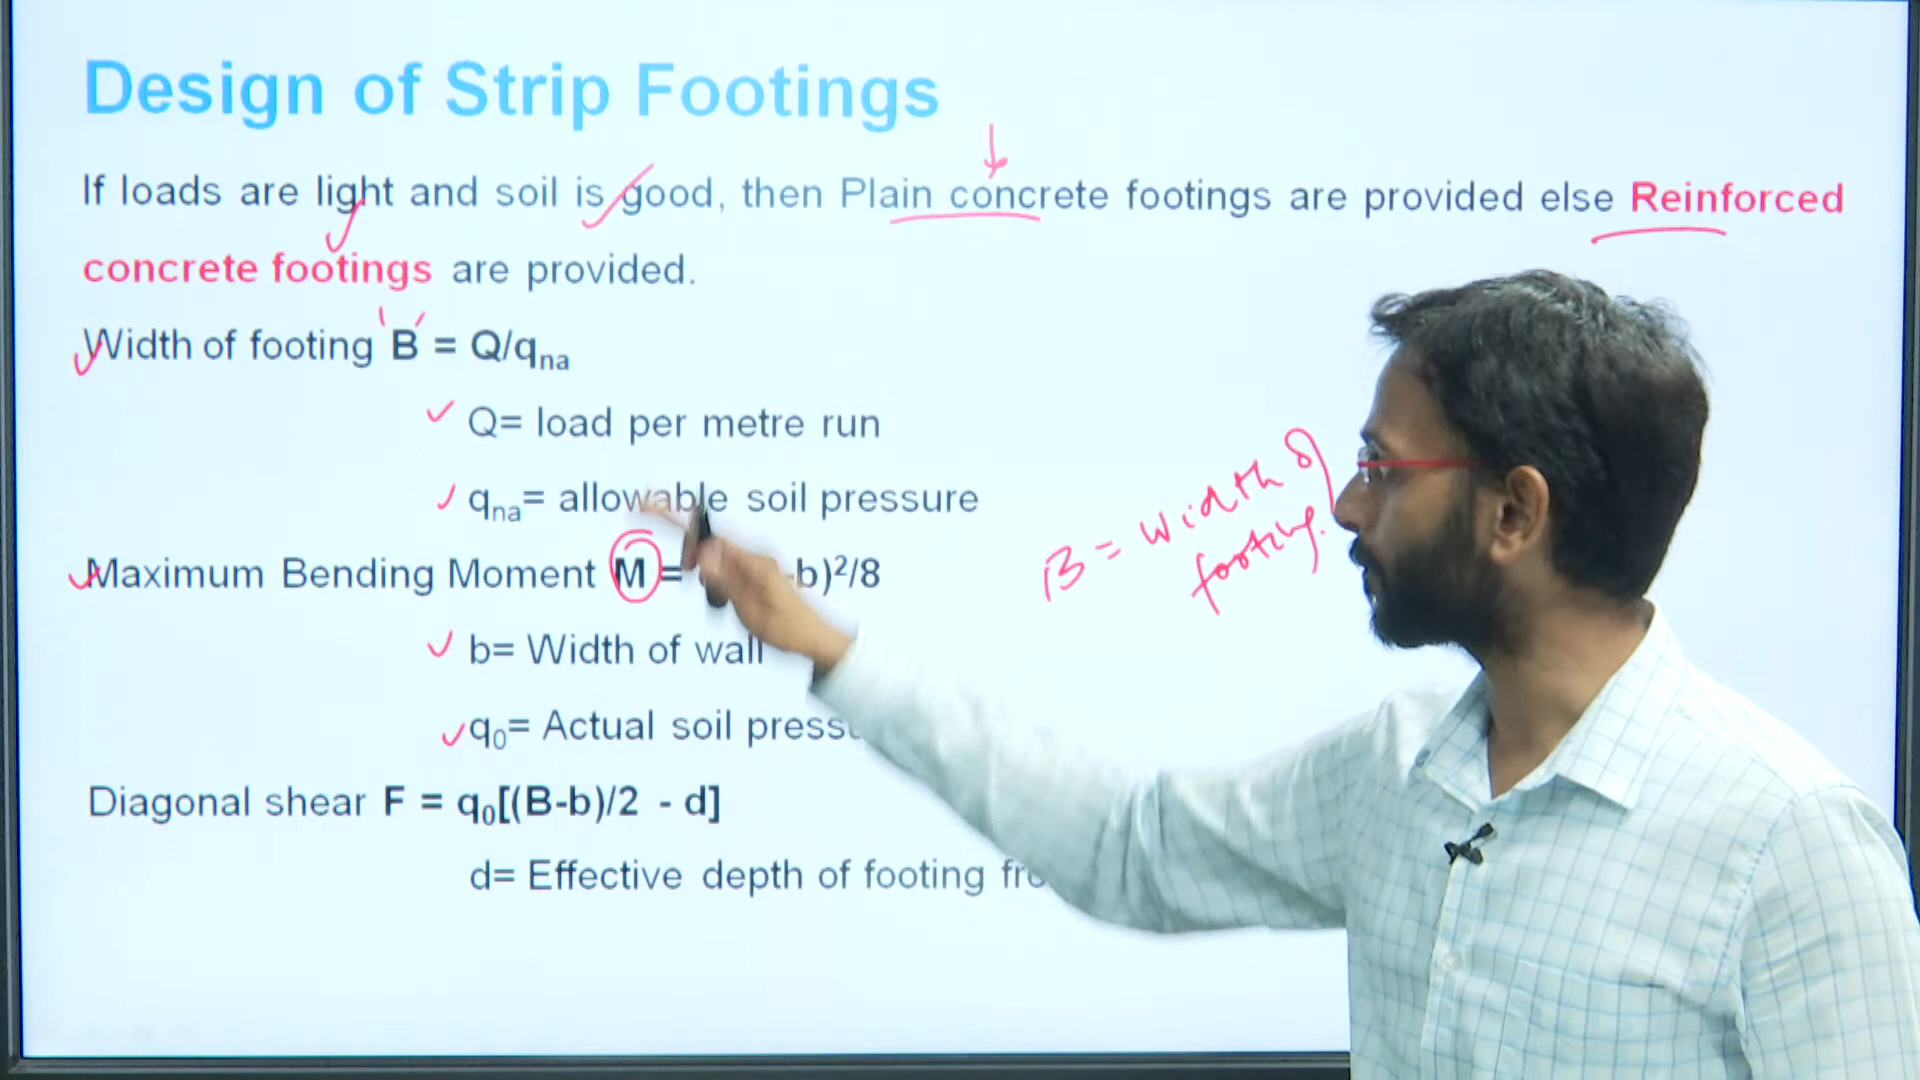 Design of Strip Footings
If loads are light and soil is good, then Plain concrete footings are provided else Reinforced
concrete footings are provided.
Width of footing 'B' = Q/qna
Q= load per metre run
qna= allowable soil pressure
Maximum Bending Moment M = -b)²/8
b= Width of wall
q0= Actual soil
Diagonal shear F = q0[(B-b)/2 - d]
d= Effective depth of footing
B = width of
footing.